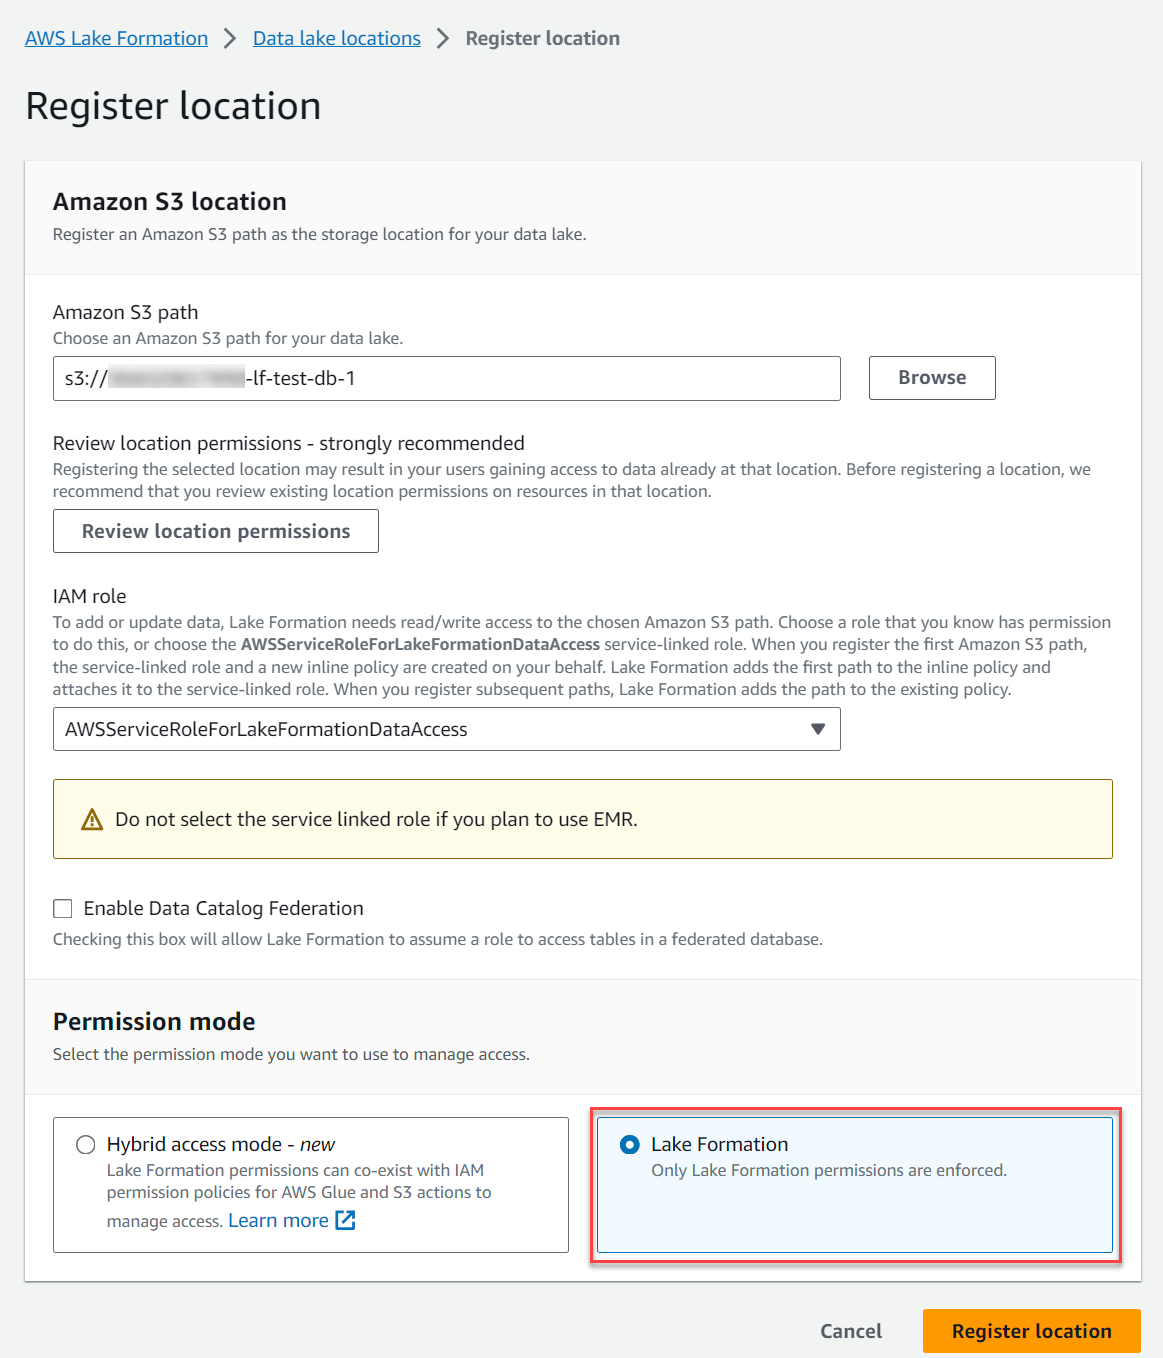 AWS Lake Formation > Data lake locations > Register location
Register location
Amazon S3 location
Register an Amazon S3 path as the storage location for your data lake.
Amazon S3 path
Choose an Amazon S3 path for your data lake.
s3:// -lf-test-db-1
Browse
Review location permissions - strongly recommended
Registering the selected location may result in your users gaining access to data already at that location. Before registering a location, we
recommend that you review existing location permissions on resources in that location.
Review location permissions
IAM role
To add or update data, Lake Formation needs read/write access to the chosen Amazon S3 path. Choose a role that you know has permission
to do this, or choose the AWSServiceRoleForLakeFormationDataAccess service-linked role. When you register the first Amazon S3 path,
the service-linked role and a new inline policy are created on your behalf. Lake Formation adds the first path to the inline policy and
attaches it to the service-linked role. When you register subsequent paths, Lake Formation adds the path to the existing policy.
AWSServiceRoleForLakeFormationDataAccess
Do not select the service linked role if you plan to use EMR.
Enable Data Catalog Federation
Checking this box will allow Lake Formation to assume a role to access tables in a federated database.
Permission mode
Select the permission mode you want to use to manage access.
Hybrid access mode - new
Lake Formation permissions can co-exist with IAM
permission policies for AWS Glue and S3 actions to
manage access. Learn more
Lake Formation
Only Lake Formation permissions are enforced.
Cancel
Register location